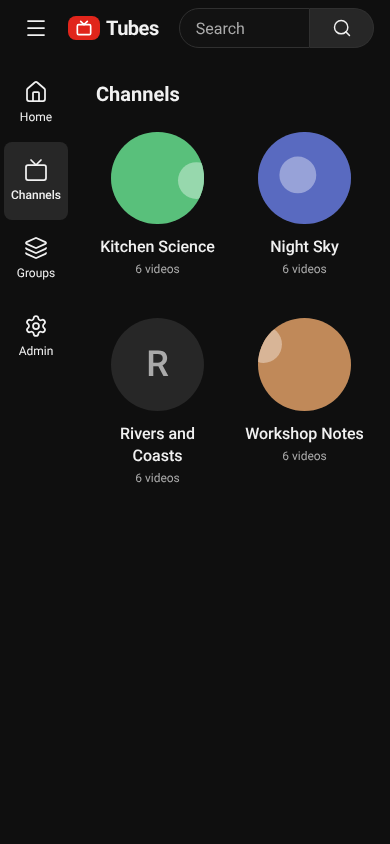 Tubes
Search
Home
Channels
Groups
Admin
Channels
Kitchen Science
6 videos
Night Sky
6 videos
R
Rivers and
Coasts
6 videos
Workshop Notes
6 videos